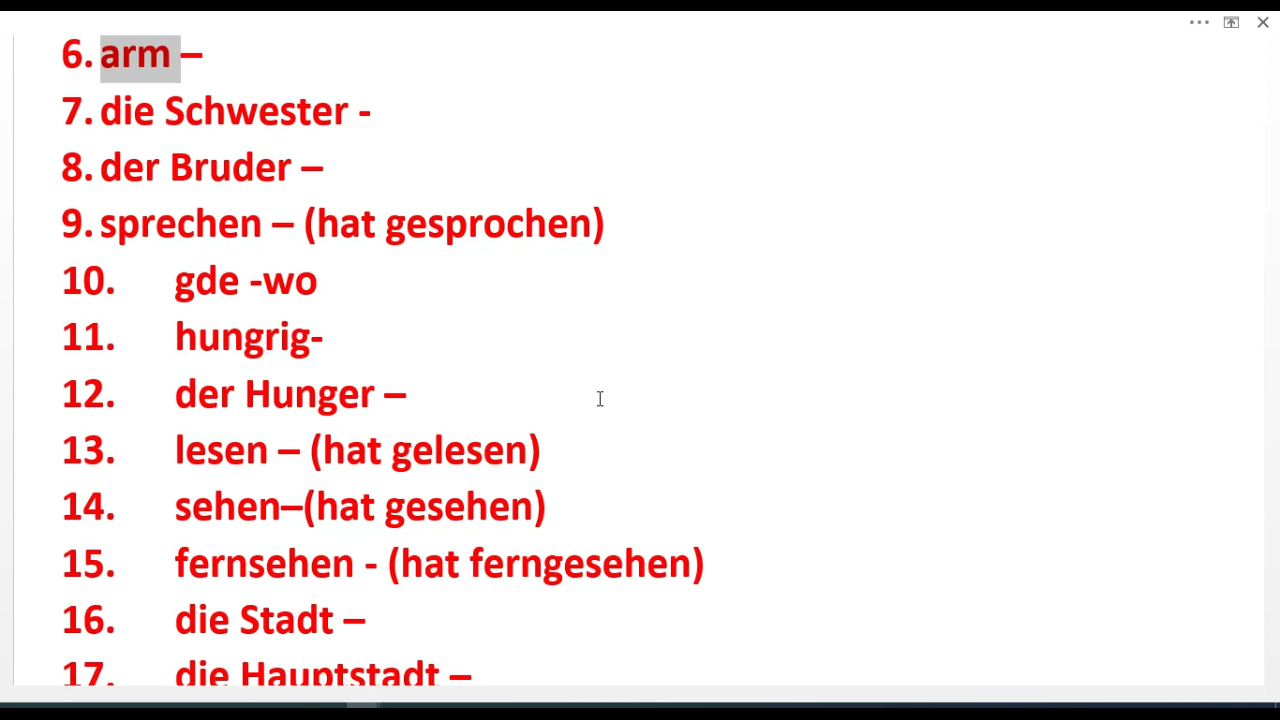 6. arm –
7. die Schwester -
8. der Bruder –
9. sprechen – (hat gesprochen)
10. gde -wo
11. hungrig-
12. der Hunger –
13. lesen – (hat gelesen)
14. sehen–(hat gesehen)
15. fernsehen - (hat ferngesehen)
16. die Stadt –
17. die Hauptstadt –